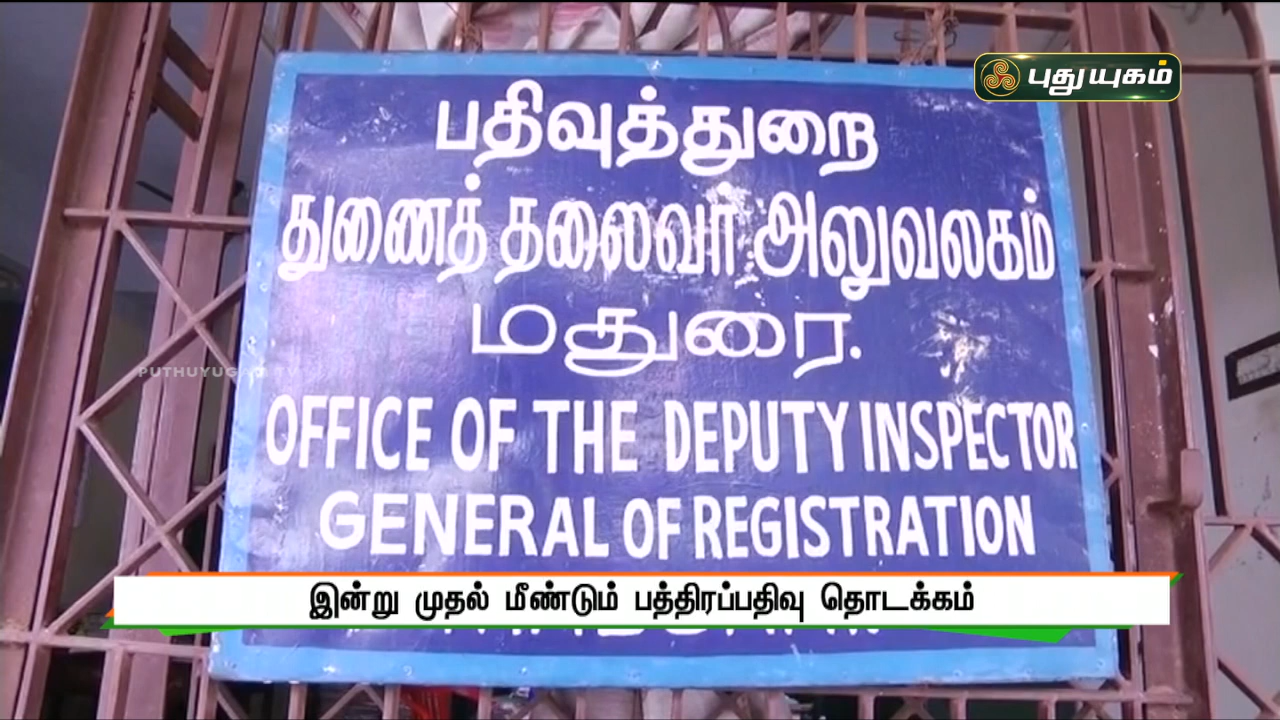 புதுயுகம்
பதிவுத்துறை
துணைத் தலைவர் அலுவலகம்
மதுரை.
PUTHUYUGAM TV
OFFICE OF THE DEPUTY INSPECTOR
GENERAL OF REGISTRATION
இன்று முதல் மீண்டும் பத்திரப்பதிவு தொடக்கம்